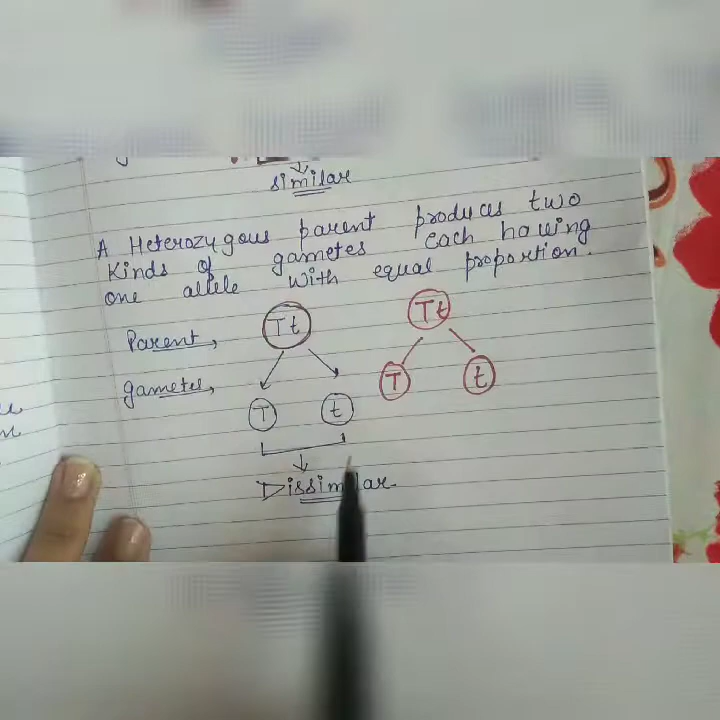 similar
A Heterozygous parent produces two
Kinds of gametes each having
one allele with equal proportion.
Parent, Tt Tt
gametes, T t T t
Dissimilar